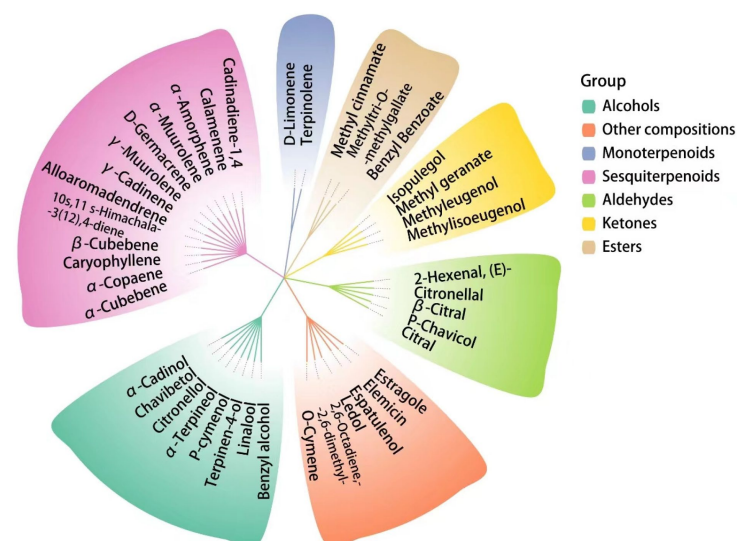 Cadinadiene-1,4
Calamenene
α-Amorphene
α-Muurolene
D-Germacrene
γ-Muurolene
γ-Cadinene
Alloaromadendrene
10s,11 s-Himachala-
-3(12),4-diene
β-Cubebene
Caryophyllene
α-Copaene
α-Cubebene
D-Limonene
Terpinolene
Methyl cinnamate
Methyltri-O-
-methylgallate
Benzyl Benzoate
Isopulegol
Methyl geranate
Methyleugenol
Methylisoeugenol
2-Hexenal, (E)-
Citronellal
β-Citral
P-Chavicol
Citral
Estragole
Elemicin
Espatulenol
Ledol
2,6-Octadiene,-
-2,6-dimethyl-
O-Cymene
α-Cadinol
Chavibetol
Citronellol
α-Terpineol
P-cymenol
Terpinen-4-ol
Linalool
Benzyl alcohol
Group
Alcohols
Other compositions
Monoterpenoids
Sesquiterpenoids
Aldehydes
Ketones
Esters